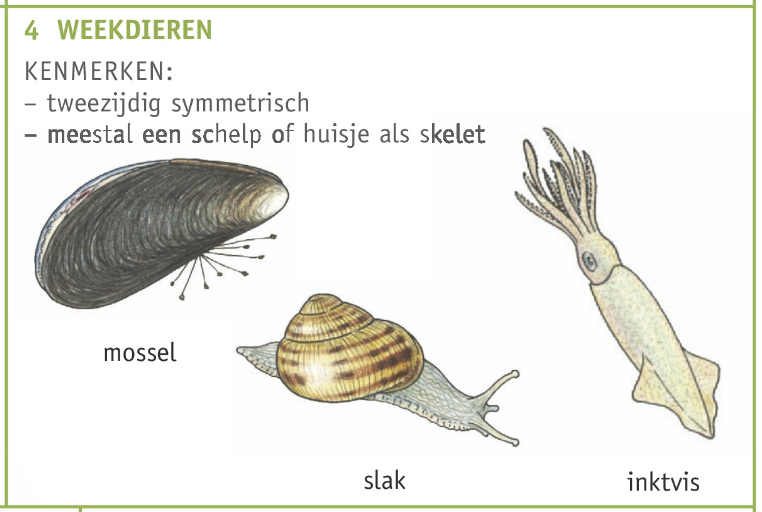 4 WEEKDIEREN
KENMERKEN:
– tweezijdig symmetrisch
– meestal een schelp of huisje als skelet
mossel
slak
inktvis